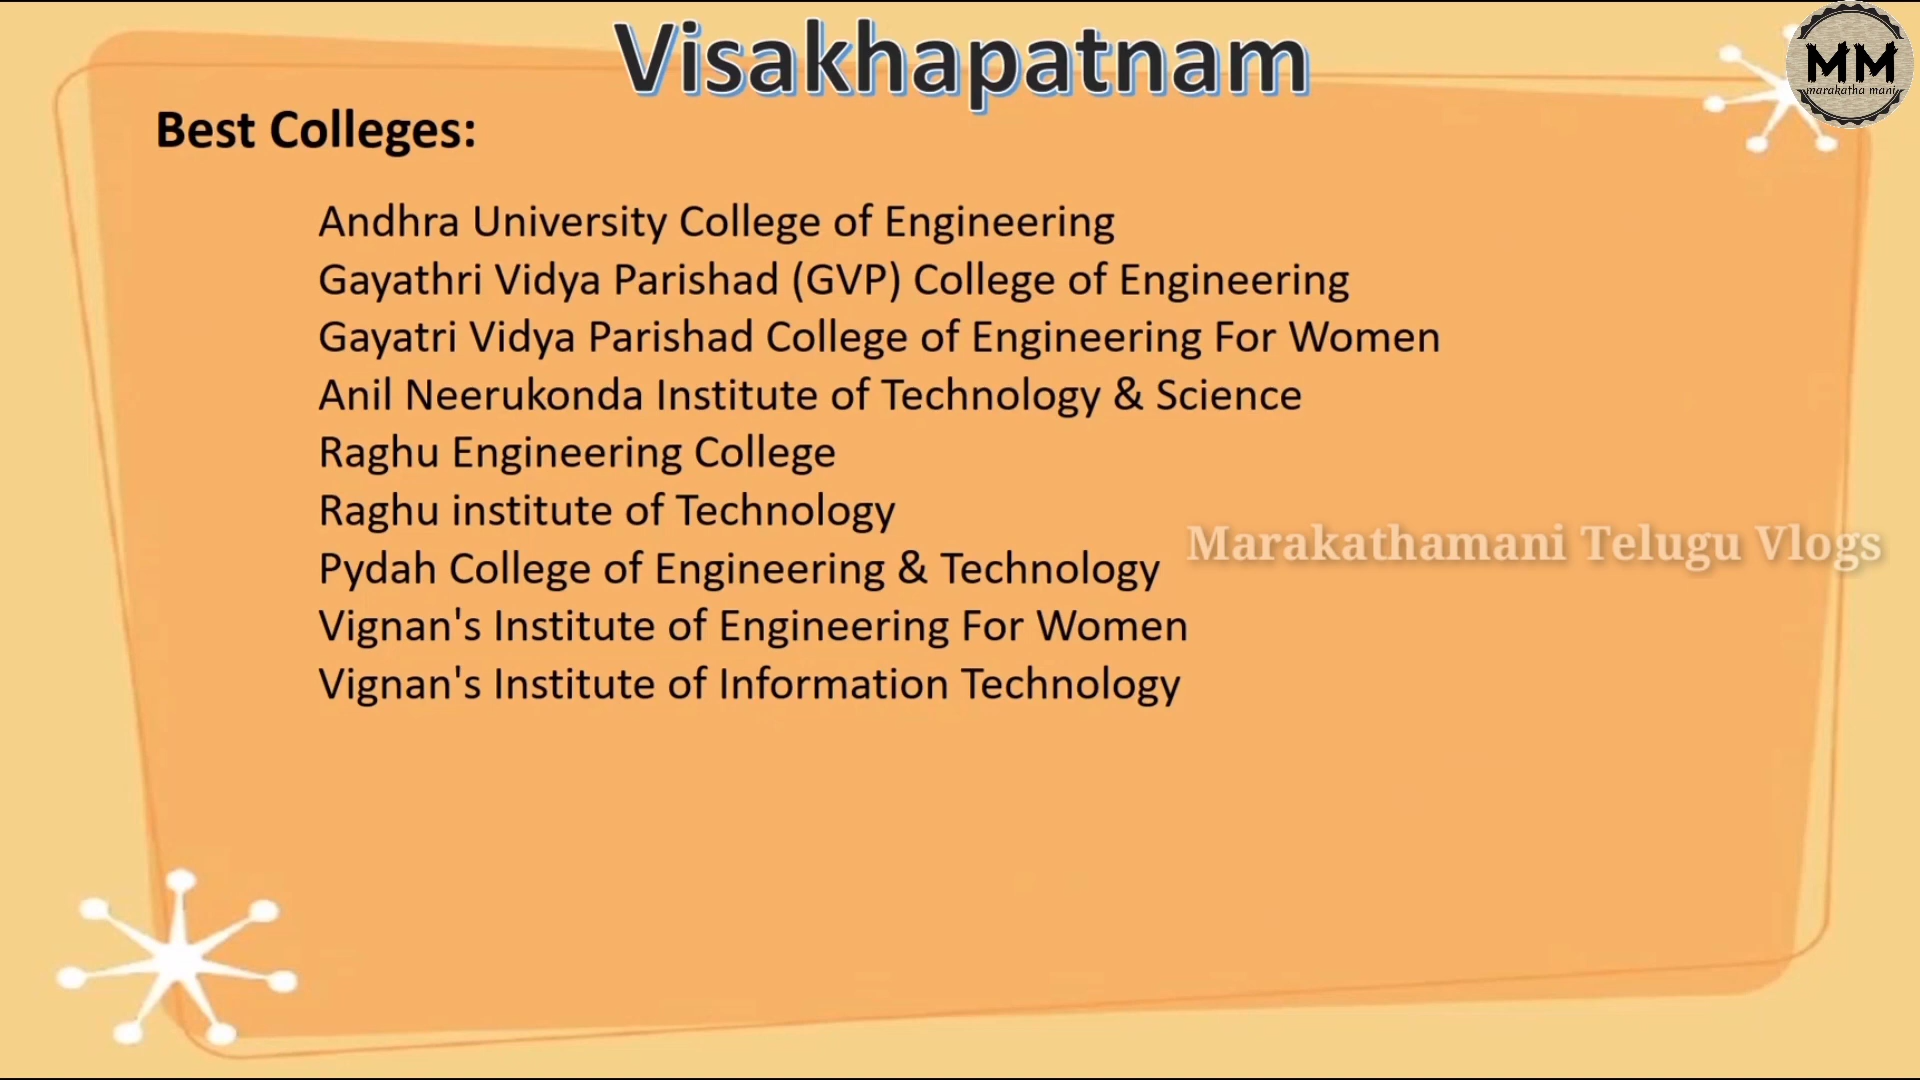 Visakhapatnam
MM
marakatha mani
Best Colleges:
Andhra University College of Engineering
Gayathri Vidya Parishad (GVP) College of Engineering
Gayatri Vidya Parishad College of Engineering For Women
Anil Neerukonda Institute of Technology & Science
Raghu Engineering College
Raghu institute of Technology
Marakathamani Telugu Vlogs
Pydah College of Engineering & Technology
Vignan's Institute of Engineering For Women
Vignan's Institute of Information Technology